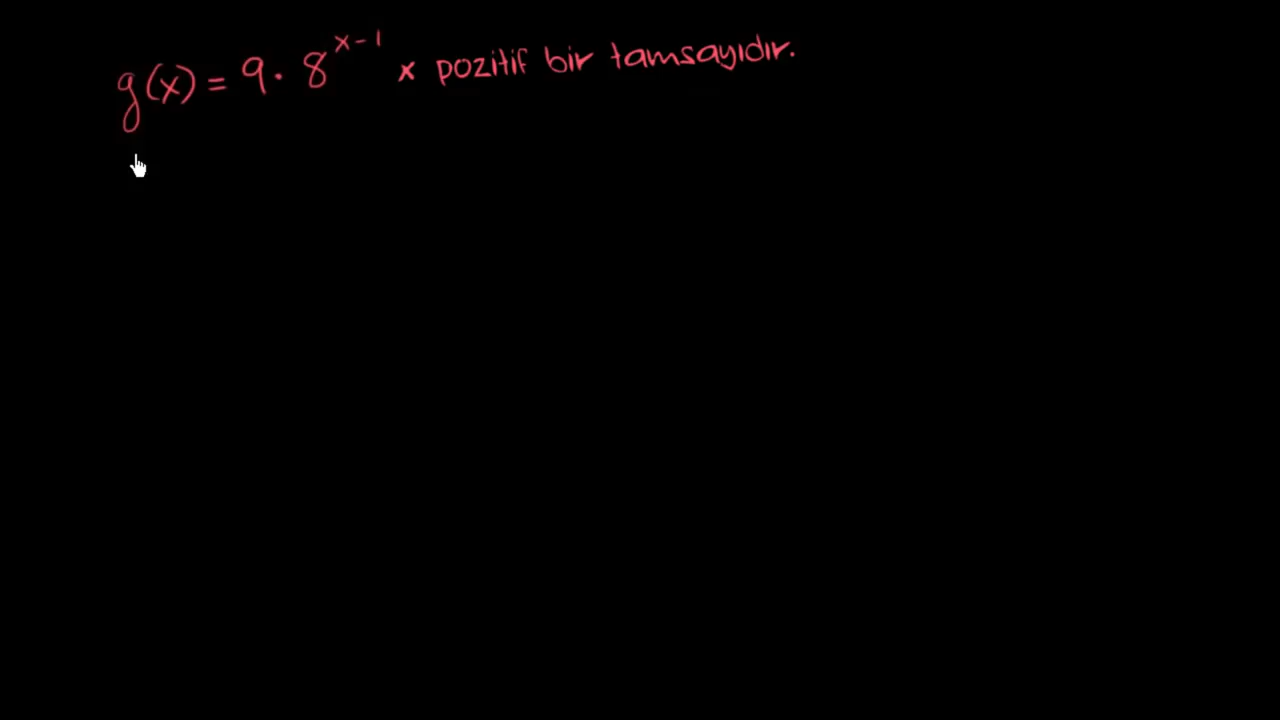 g(x) = 9 · 8^{x-1} x pozitif bir tamsayıdır.